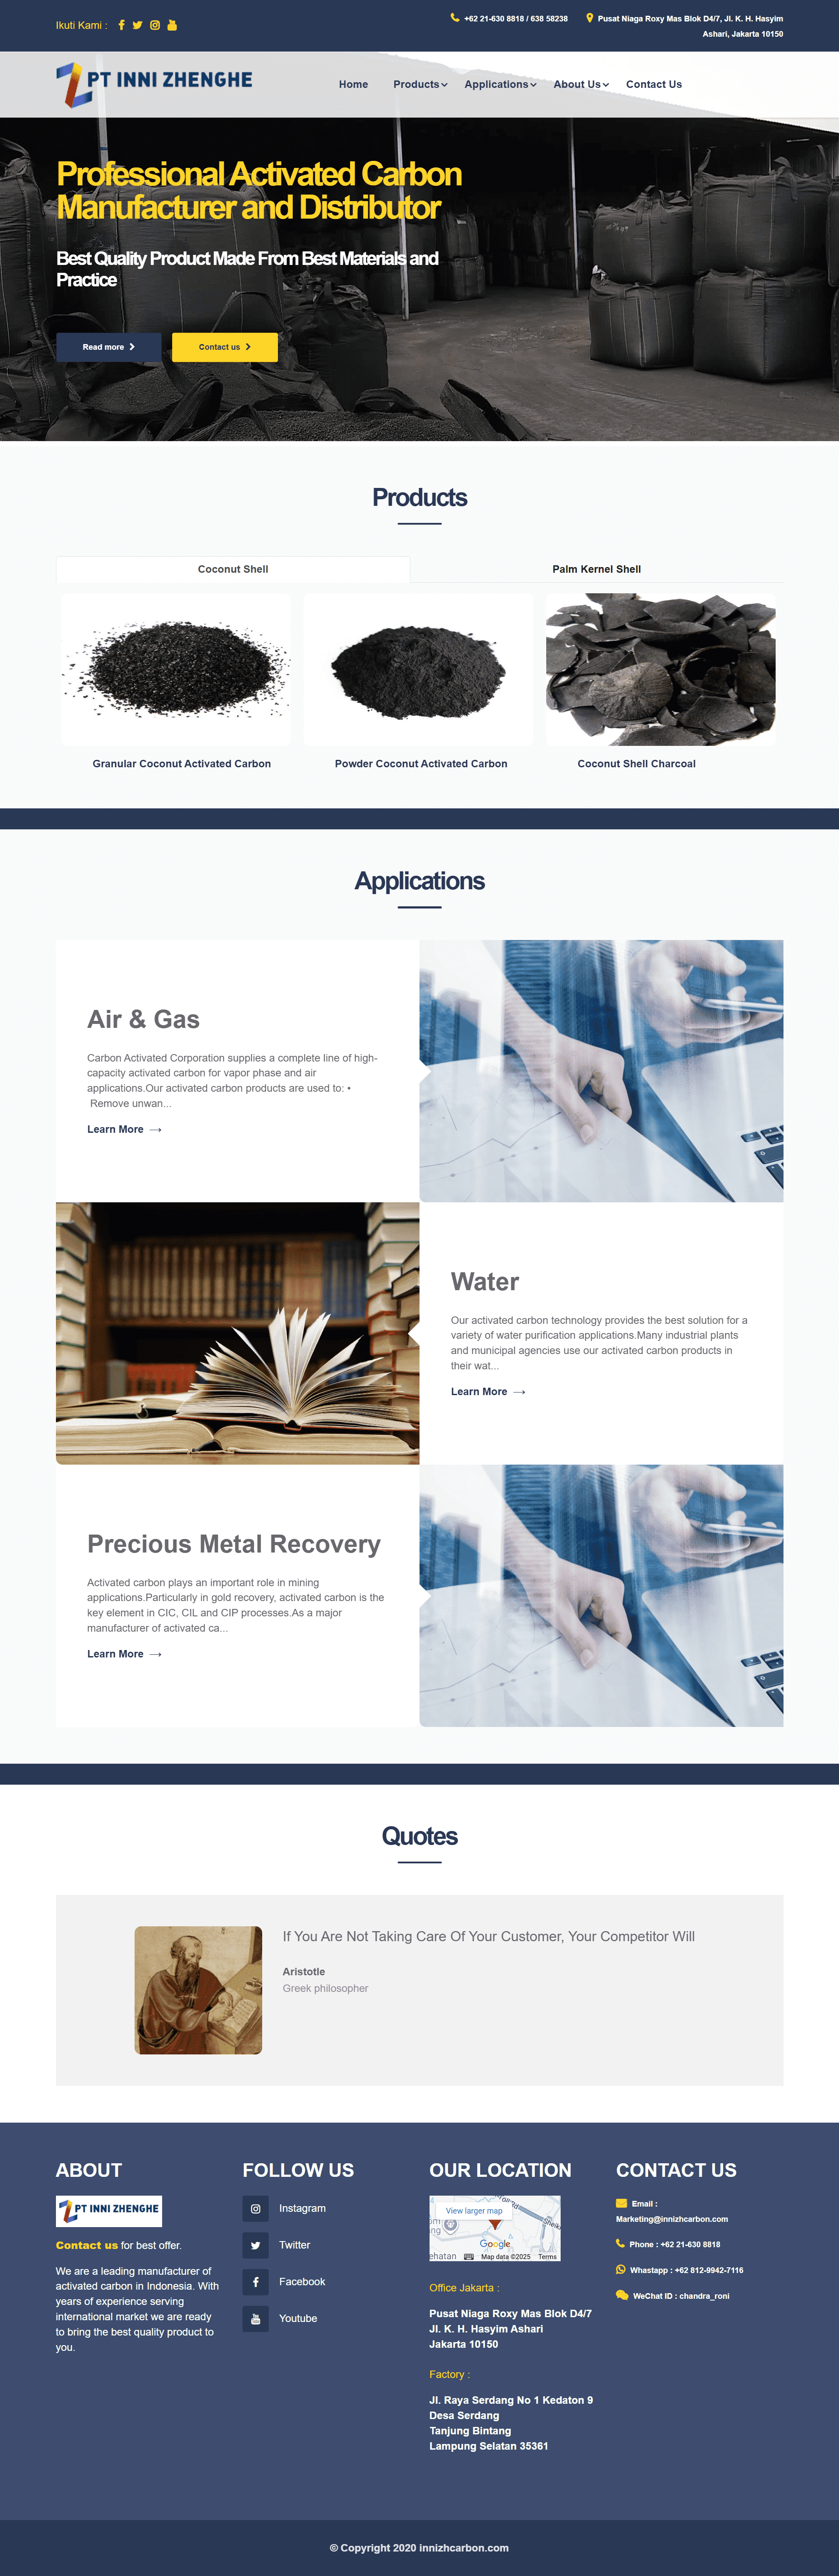 Ikuti Kami :
+62 21-630 8818 / 638 58238
Pusat Niaga Roxy Mas Blok D4/7, Jl. K. H. Hasyim
Ashari, Jakarta 10150
PT INNI ZHENGHE
Home
Products
Applications
About Us
Contact Us
Professional Activated Carbon
Manufacturer and Distributor
Best Quality Product Made From Best Materials and
Practice
Read more
Contact us
Products
Coconut Shell
Palm Kernel Shell
Granular Coconut Activated Carbon
Powder Coconut Activated Carbon
Coconut Shell Charcoal
Applications
Air & Gas
Carbon Activated Corporation supplies a complete line of high-
capacity activated carbon for vapor phase and air
applications.Our activated carbon products are used to: •
Remove unwan...
Learn More →
Water
Our activated carbon technology provides the best solution for a
variety of water purification applications.Many industrial plants
and municipal agencies use our activated carbon products in
their wat...
Learn More →
Precious Metal Recovery
Activated carbon plays an important role in mining
applications.Particularly in gold recovery, activated carbon is the
key element in CIC, CIL and CIP processes.As a major
manufacturer of activated ca...
Learn More →
Quotes
If You Are Not Taking Care Of Your Customer, Your Competitor Will
Aristotle
Greek philosopher
ABOUT
PT INNI ZHENGHE
Contact us for best offer.
We are a leading manufacturer of
activated carbon in Indonesia. With
years of experience serving
international market we are ready
to bring the best quality product to
you.
FOLLOW US
Instagram
Twitter
Facebook
Youtube
OUR LOCATION
View larger map
Google
Map data ©2025
Terms
Office Jakarta :
Pusat Niaga Roxy Mas Blok D4/7
Jl. K. H. Hasyim Ashari
Jakarta 10150
Factory :
Jl. Raya Serdang No 1 Kedaton 9
Desa Serdang
Tanjung Bintang
Lampung Selatan 35361
CONTACT US
Email :
Marketing@innizhcarbon.com
Phone : +62 21-630 8818
Whastapp : +62 812-9942-7116
WeChat ID : chandra_roni
© Copyright 2020 innizhcarbon.com